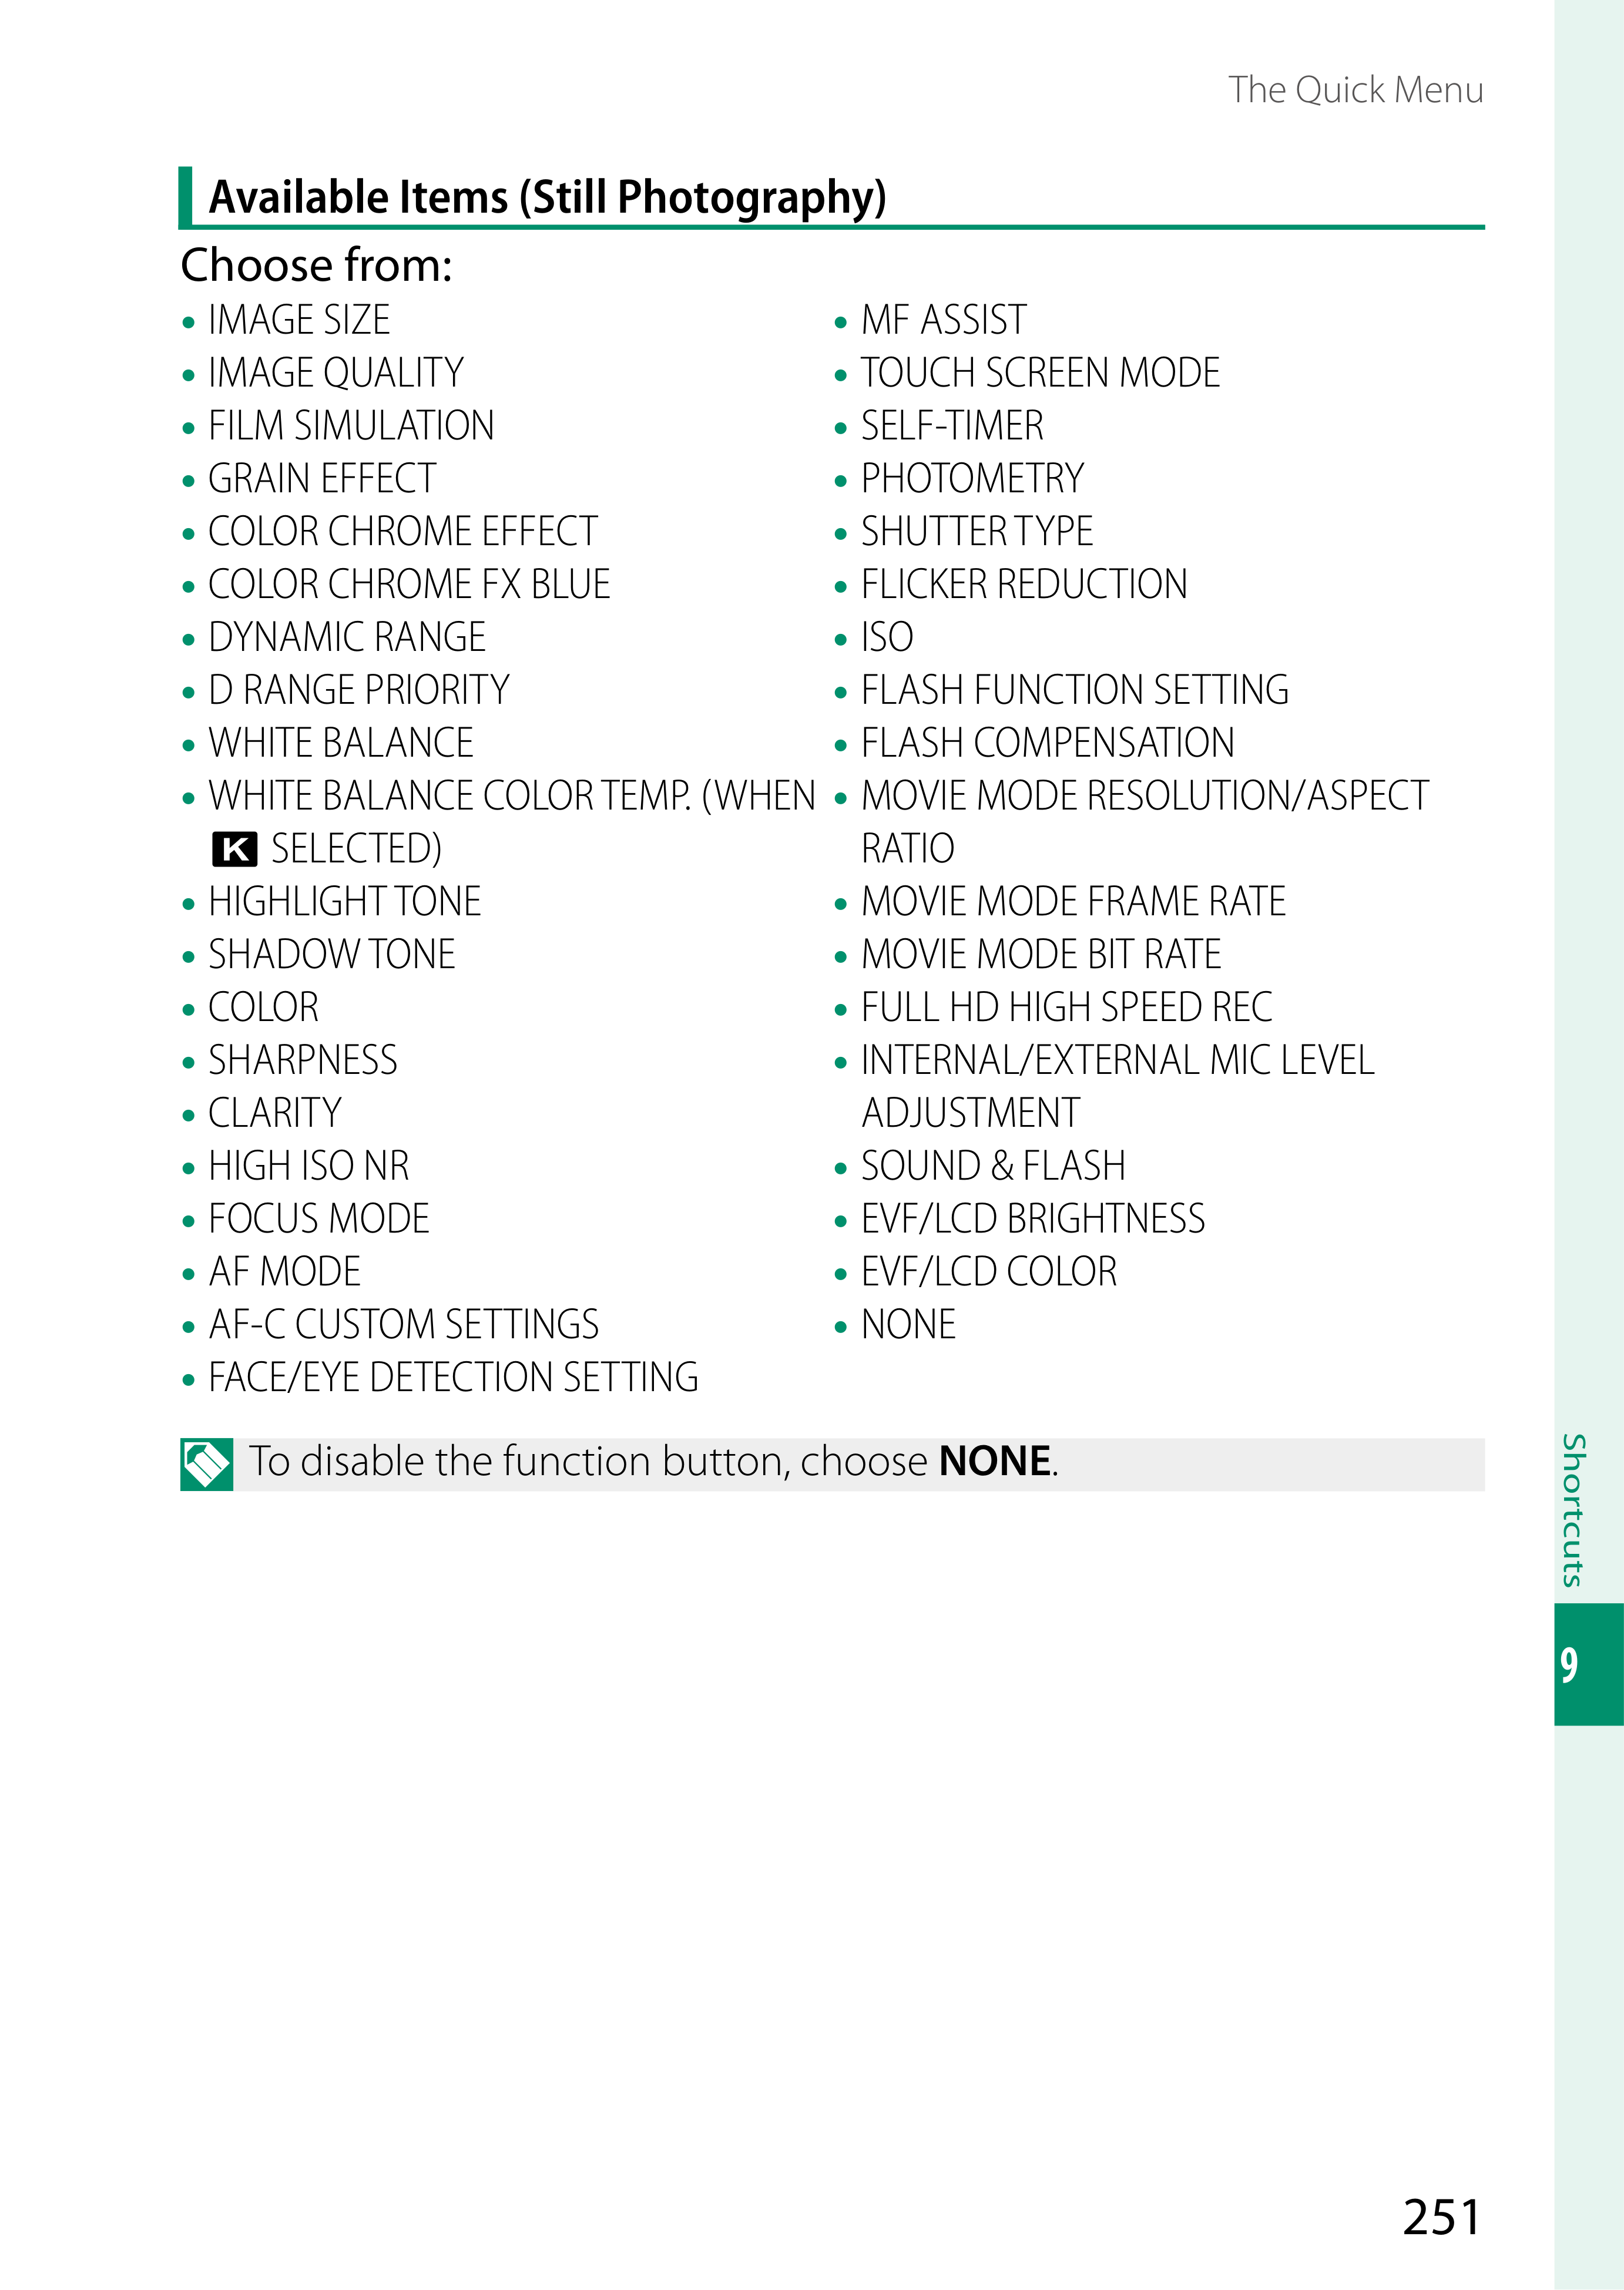 The Quick Menu
Available Items (Still Photography)
Choose from:
• IMAGE SIZE
• IMAGE QUALITY
• FILM SIMULATION
• GRAIN EFFECT
• COLOR CHROME EFFECT
• COLOR CHROME FX BLUE
• DYNAMIC RANGE
• D RANGE PRIORITY
• WHITE BALANCE
• WHITE BALANCE COLOR TEMP. (WHEN
K SELECTED)
• HIGHLIGHT TONE
• SHADOW TONE
• COLOR
• SHARPNESS
• CLARITY
• HIGH ISO NR
• FOCUS MODE
• AF MODE
• AF-C CUSTOM SETTINGS
• FACE/EYE DETECTION SETTING
• MF ASSIST
• TOUCH SCREEN MODE
• SELF-TIMER
• PHOTOMETRY
• SHUTTER TYPE
• FLICKER REDUCTION
• ISO
• FLASH FUNCTION SETTING
• FLASH COMPENSATION
• MOVIE MODE RESOLUTION/ASPECT
RATIO
• MOVIE MODE FRAME RATE
• MOVIE MODE BIT RATE
• FULL HD HIGH SPEED REC
• INTERNAL/EXTERNAL MIC LEVEL
ADJUSTMENT
• SOUND & FLASH
• EVF/LCD BRIGHTNESS
• EVF/LCD COLOR
• NONE
To disable the function button, choose NONE.
Shortcuts
9
251